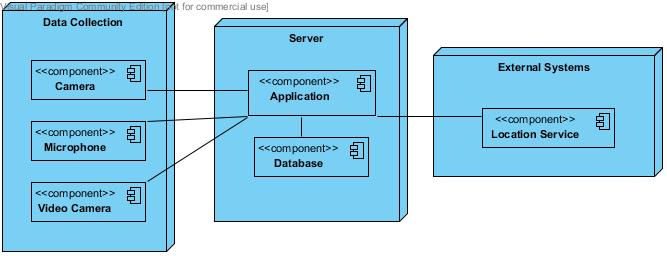 Visual Paradigm Community Edition [not for commercial use]
Data Collection
<<component>>
Camera
<<component>>
Microphone
<<component>>
Video Camera
Server
<<component>>
Application
<<component>>
Database
External Systems
<<component>>
Location Service